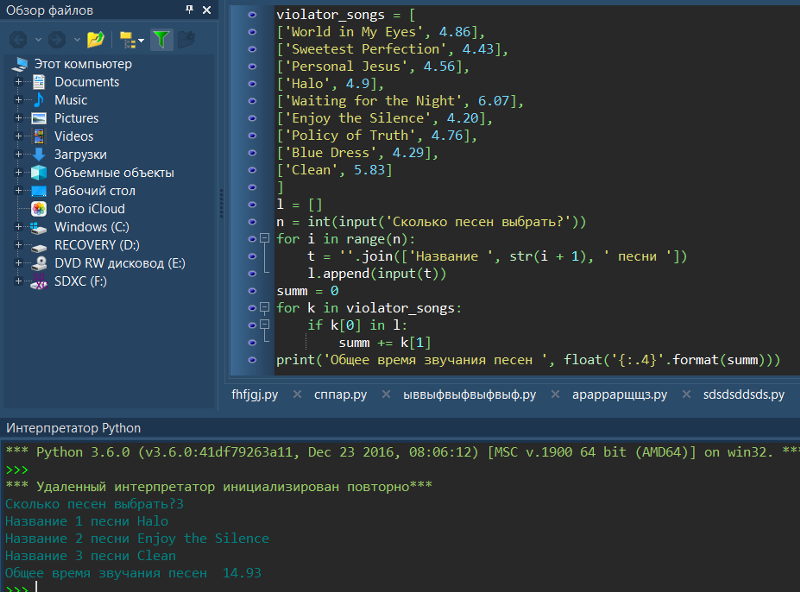 Обзор файлов
Этот компьютер
Documents
Music
Pictures
Videos
Загрузки
Объемные объекты
Рабочий стол
Фото iCloud
Windows (C:)
RECOVERY (D:)
DVD RW дисковод (E:)
SDXC (F:)
violator_songs = [
['World in My Eyes', 4.86],
['Sweetest Perfection', 4.43],
['Personal Jesus', 4.56],
['Halo', 4.9],
['Waiting for the Night', 6.07],
['Enjoy the Silence', 4.20],
['Policy of Truth', 4.76],
['Blue Dress', 4.29],
['Clean', 5.83]
]
l = []
n = int(input('Сколько песен выбрать?'))
for i in range(n):
    t = ''.join(['Название ', str(i + 1), ' песни '])
    l.append(input(t))
summ = 0
for k in violator_songs:
    if k[0] in l:
        summ += k[1]
print('Общее время звучания песен ', float('{:.4}'.format(summ)))
fhfjgj.py × сппар.py × ыввыфвыфвыфвыф.py × араррарщщз.py × sdsdsddsds.py
Интерпретатор Python
*** Python 3.6.0 (v3.6.0:41df79263a11, Dec 23 2016, 08:06:12) [MSC v.1900 64 bit (AMD64)] on win32. **
>>>
*** Удаленный интерпретатор инициализирован повторно***
Сколько песен выбрать?3
Название 1 песни Halo
Название 2 песни Enjoy the Silence
Название 3 песни Clean
Общее время звучания песен  14.93
>>>